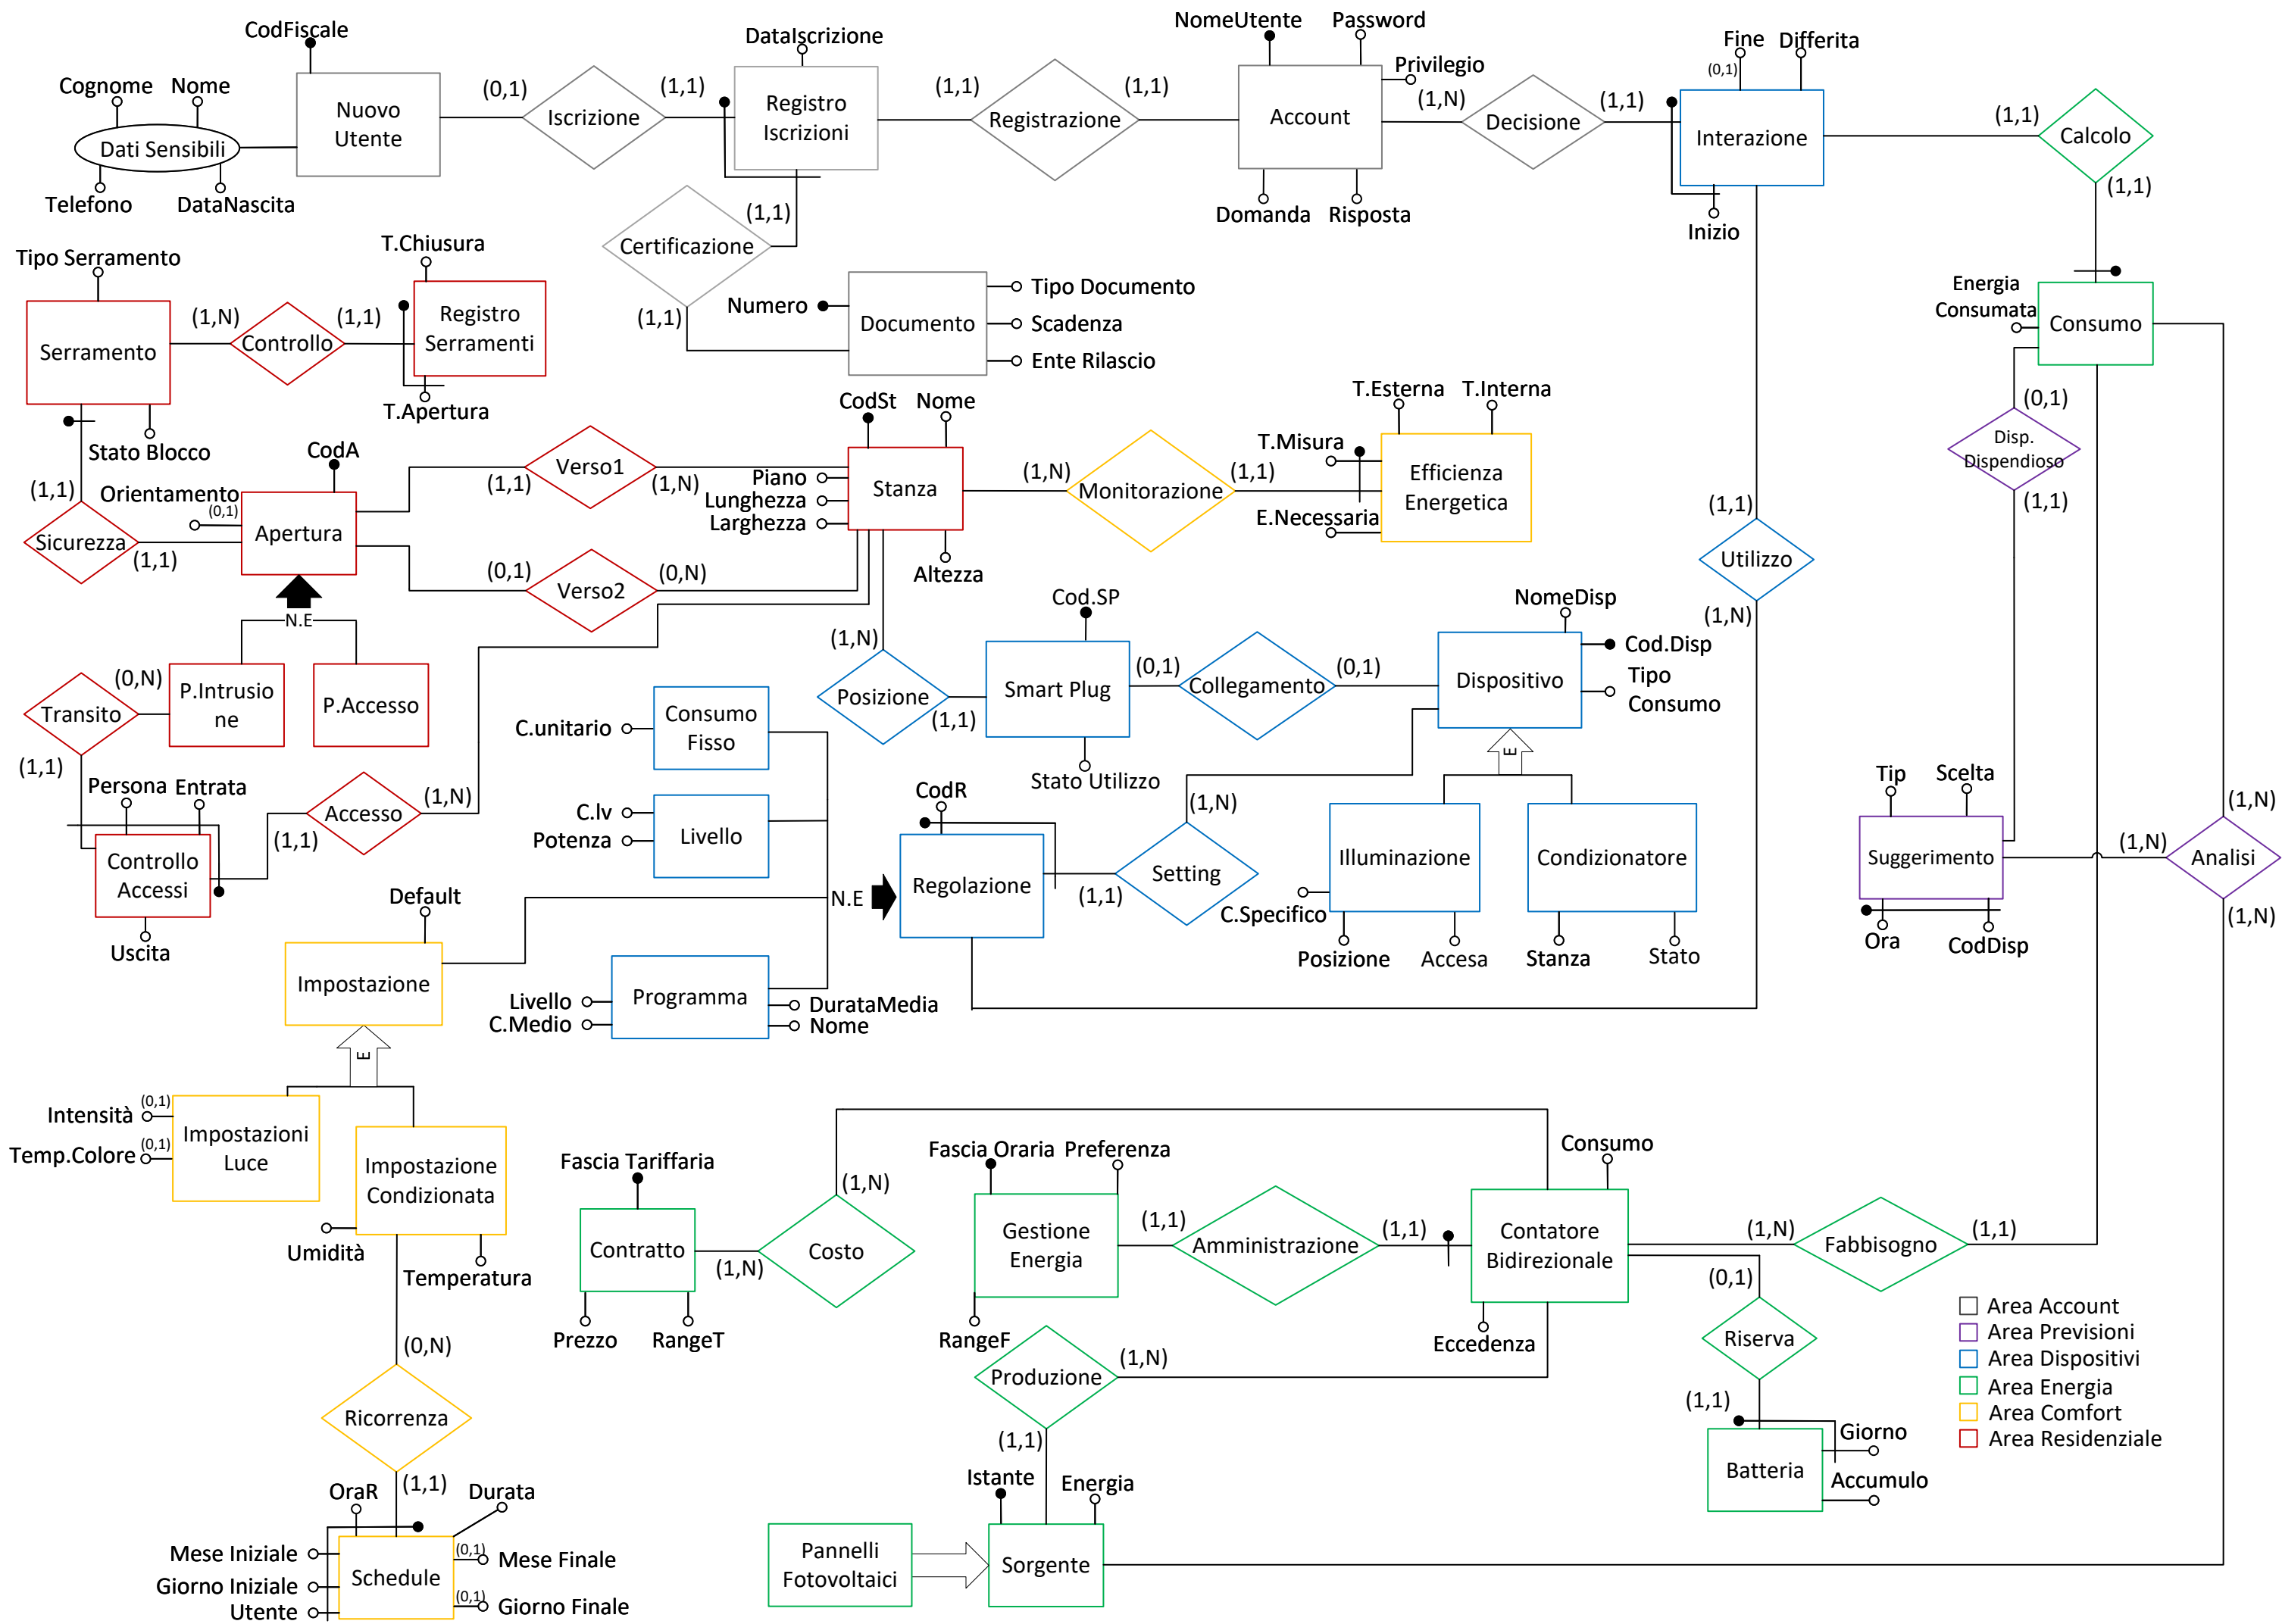 CodFiscale
Cognome
Nome
Dati Sensibili
Telefono
DataNascita
Nuovo
Utente
(0,1)
Iscrizione
(1,1)
DataIscrizione
Registro
Iscrizioni
(1,1)
Registrazione
(1,1)
NomeUtente
Password
Privilegio
Account
Domanda
Risposta
(1,N)
Decisione
(1,1)
Fine
(0,1)
Differita
Interazione
Inizio
(1,1)
Calcolo
(1,1)
(1,1)
Certificazione
(1,1)
Numero
Documento
Tipo Documento
Scadenza
Ente Rilascio
Tipo Serramento
Serramento
Stato Blocco
(1,N)
Controllo
(1,1)
T.Chiusura
Registro
Serramenti
T.Apertura
(1,1)
Sicurezza
(1,1)
CodA
Orientamento
(0,1)
Apertura
(1,1)
Verso1
(1,N)
(0,1)
Verso2
(0,N)
CodSt
Nome
Piano
Lunghezza
Larghezza
Stanza
Altezza
(1,N)
Monitorazione
(1,1)
T.Esterna
T.Interna
T.Misura
Efficienza
Energetica
E.Necessaria
Energia
Consumata
Consumo
(0,1)
Disp.
Dispendioso
(1,1)
(1,1)
Utilizzo
(1,N)
N.E
P.Intrusio
ne
P.Accesso
(0,N)
Transito
(1,1)
Persona
Entrata
Controllo
Accessi
Uscita
(1,1)
Accesso
(1,N)
(1,N)
Posizione
(1,1)
Cod.SP
Smart Plug
Stato Utilizzo
(0,1)
Collegamento
(0,1)
NomeDisp
Cod.Disp
Tipo
Consumo
Dispositivo
E
C.unitario
Consumo
Fisso
C.lv
Potenza
Livello
N.E
CodR
Regolazione
(1,1)
Setting
(1,N)
Illuminazione
C.Specifico
Posizione
Accesa
Condizionatore
Stanza
Stato
Tip
Scelta
Suggerimento
Ora
CodDisp
(1,N)
Analisi
(1,N)
(1,N)
Default
Impostazione
E
Livello
C.Medio
Programma
DurataMedia
Nome
Intensità
(0,1)
Temp.Colore
(0,1)
Impostazioni
Luce
Impostazione
Condizionata
Umidità
Temperatura
(0,N)
Ricorrenza
(1,1)
OraR
Durata
Mese Iniziale
Giorno Iniziale
Utente
Schedule
(0,1)
Mese Finale
(0,1)
Giorno Finale
Fascia Tariffaria
Contratto
Prezzo
RangeT
(1,N)
Costo
(1,N)
Fascia Oraria
Preferenza
Gestione
Energia
RangeF
(1,1)
Amministrazione
(1,1)
Consumo
Contatore
Bidirezionale
Eccedenza
(1,N)
Fabbisogno
(1,1)
(0,1)
Riserva
(1,1)
Giorno
Batteria
Accumulo
Produzione
(1,N)
(1,1)
Istante
Energia
Pannelli
Fotovoltaici
Sorgente
Area Account
Area Previsioni
Area Dispositivi
Area Energia
Area Comfort
Area Residenziale